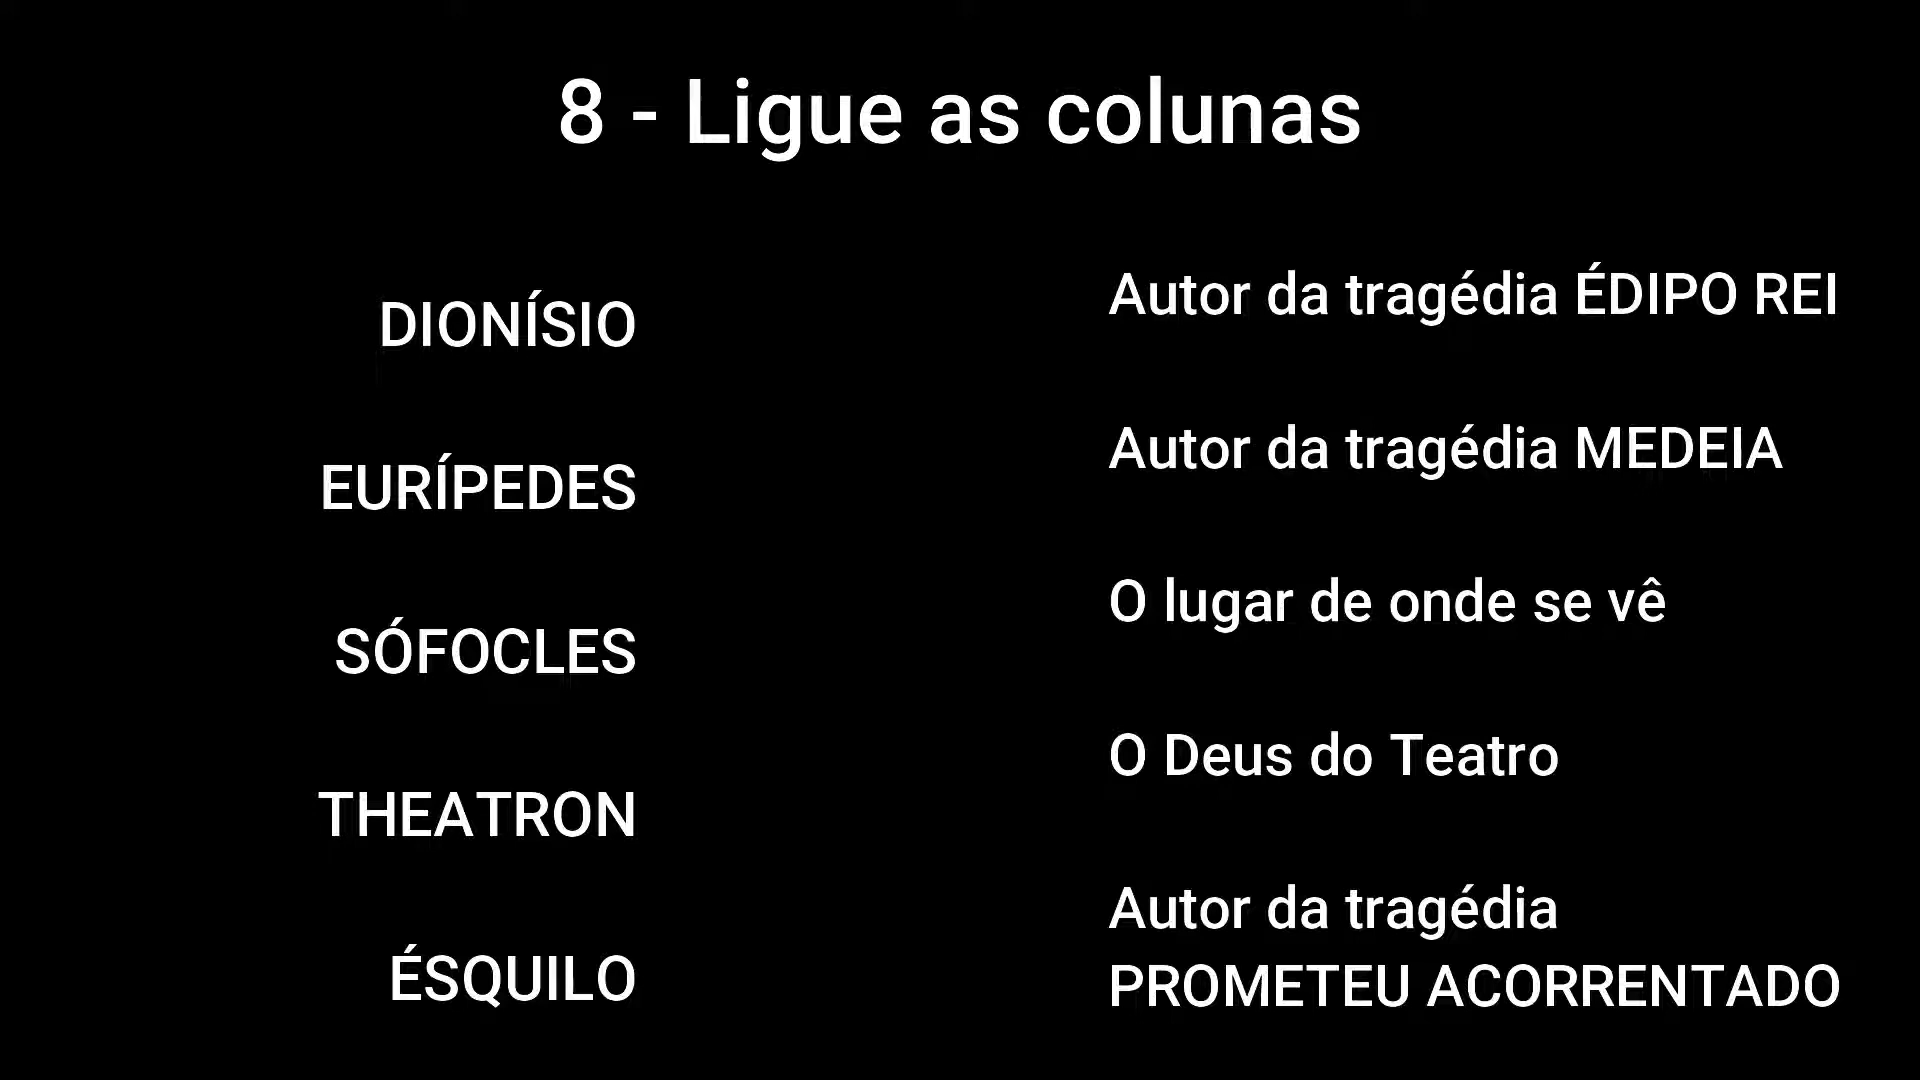 8 - Ligue as colunas
DIONÍSIO
EURÍPEDES
SÓFOCLES
THEATRON
ÉSQUILO
Autor da tragédia ÉDIPO REI
Autor da tragédia MEDEIA
O lugar de onde se vê
O Deus do Teatro
Autor da tragédia
PROMETEU ACORRENTADO